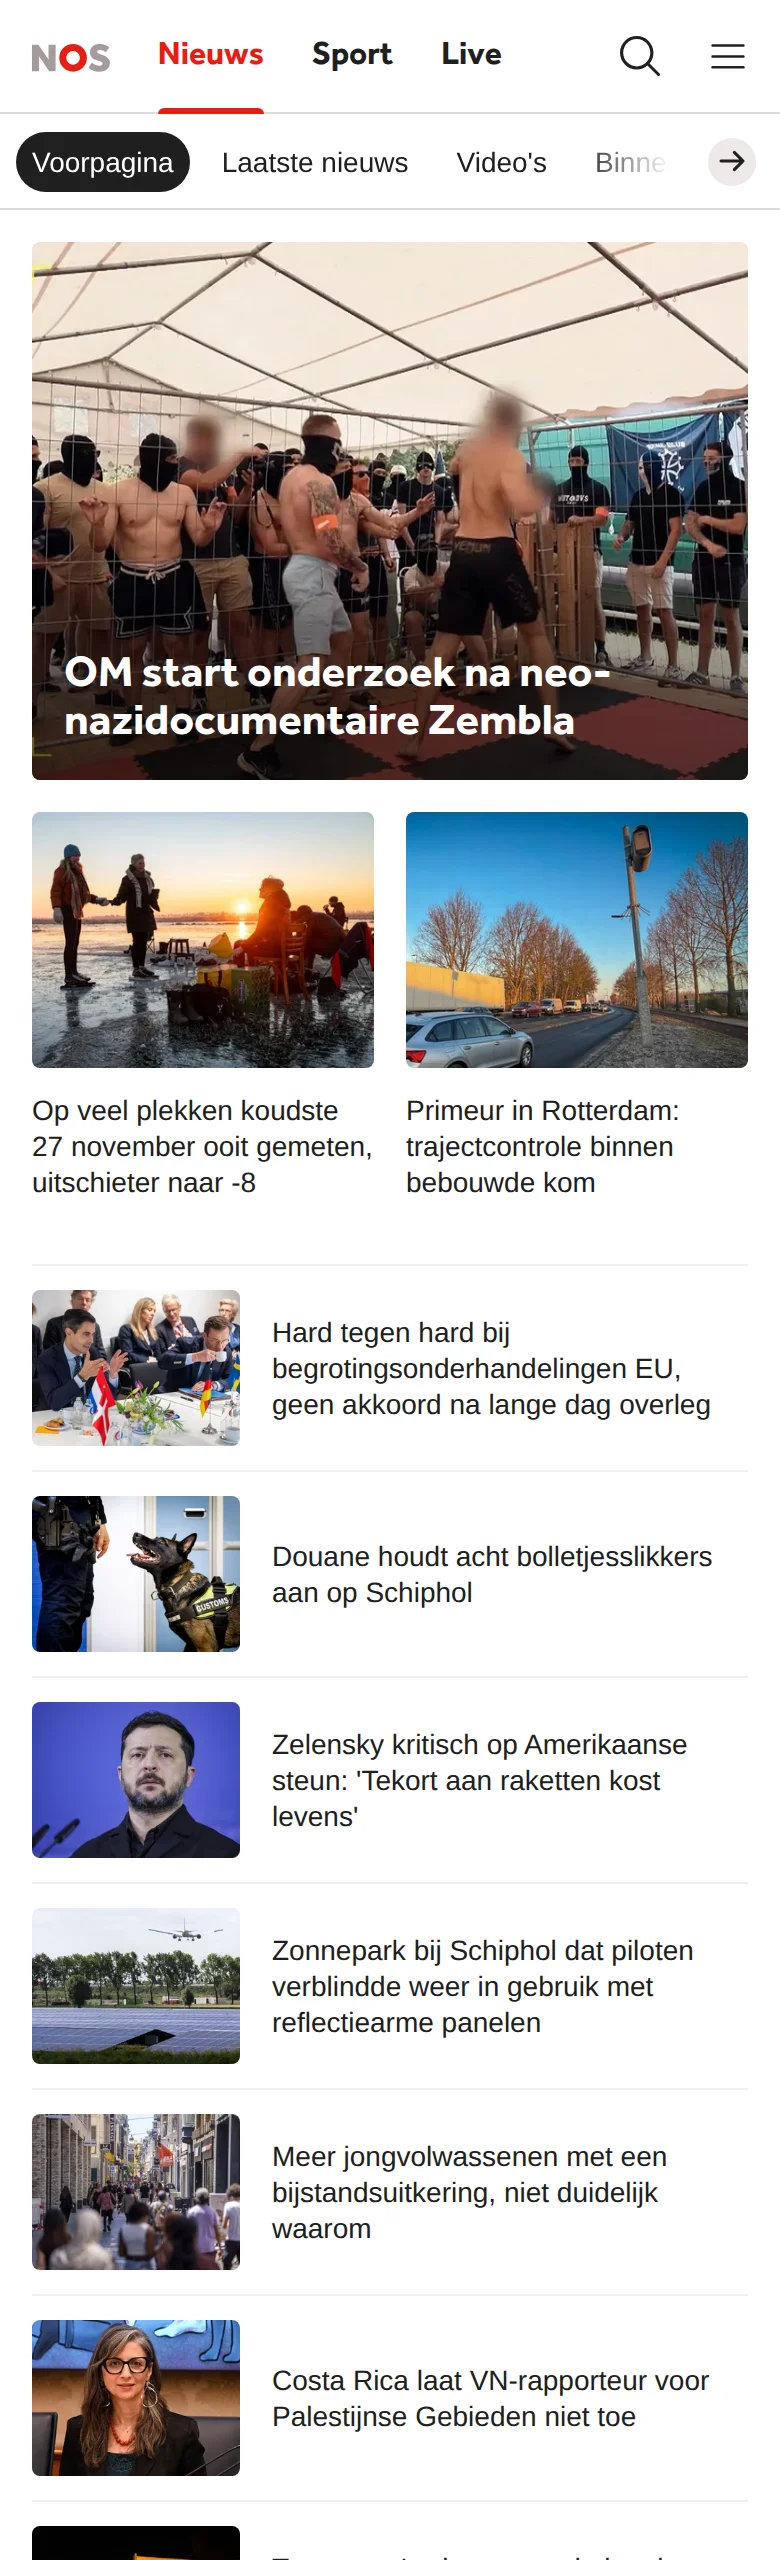 NOS
Nieuws
Sport
Live
Voorpagina
Laatste nieuws
Video's
Binne
OM start onderzoek na neo-
nazidocumentaire Zembla
Op veel plekken koudste
27 november ooit gemeten,
uitschieter naar -8
Primeur in Rotterdam:
trajectcontrole binnen
bebouwde kom
Hard tegen hard bij
begrotingsonderhandelingen EU,
geen akkoord na lange dag overleg
CUSTOMS
Douane houdt acht bolletjesslikkers
aan op Schiphol
Zelensky kritisch op Amerikaanse
steun: 'Tekort aan raketten kost
levens'
Zonnepark bij Schiphol dat piloten
verblindde weer in gebruik met
reflectiearme panelen
Meer jongvolwassenen met een
bijstandsuitkering, niet duidelijk
waarom
Costa Rica laat VN-rapporteur voor
Palestijnse Gebieden niet toe